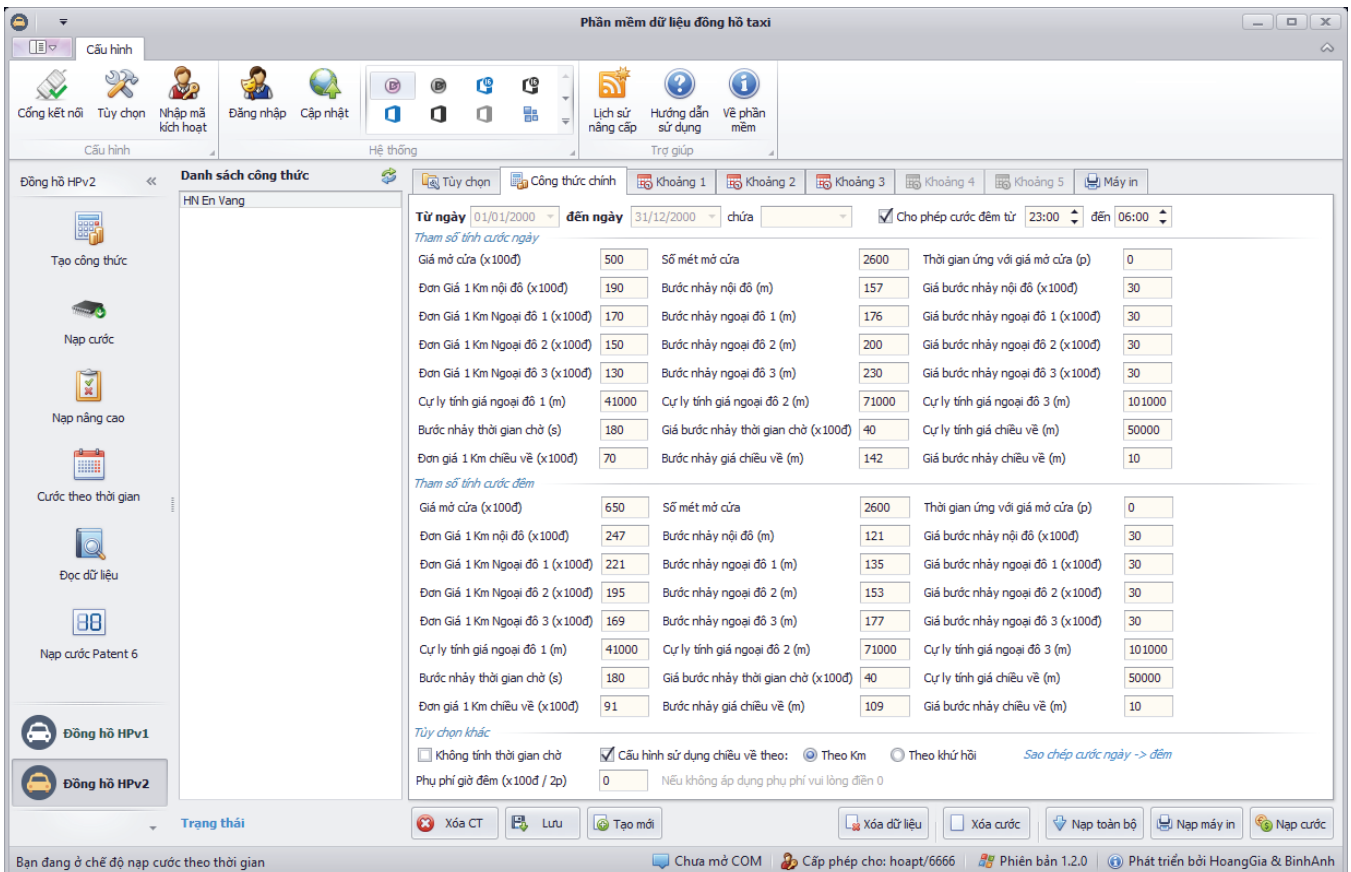 Phần mềm dữ liệu đồng hồ taxi
Cấu hình
Cổng kết nối
Tùy chọn
Nhập mã kích hoạt
Đăng nhập
Cập nhật
Lịch sử nâng cấp
Hướng dẫn sử dụng
Về phần mềm
Cấu hình
Hệ thống
Trợ giúp
Đồng hồ HPv2
Tạo công thức
Nạp cước
Nạp nâng cao
Cước theo thời gian
Đọc dữ liệu
Nạp cước Patent 6
Đồng hồ HPv1
Đồng hồ HPv2
Danh sách công thức
HN En Vang
Trạng thái
Tùy chọn Công thức chính Khoảng 1 Khoảng 2 Khoảng 3 Khoảng 4 Khoảng 5 Máy in
Từ ngày 01/01/2000 đến ngày 31/12/2000 chứa Cho phép cước đêm từ 23:00 đến 06:00
Tham số tính cước ngày
Giá mở cửa (x100đ) 500 Số mét mở cửa 2600 Thời gian ứng với giá mở cửa (p) 0
Đơn Giá 1 Km nội đô (x100đ) 190 Bước nhảy nội đô (m) 157 Giá bước nhảy nội đô (x100đ) 30
Đơn Giá 1 Km Ngoại đô 1 (x100đ) 170 Bước nhảy ngoại đô 1 (m) 176 Giá bước nhảy ngoại đô 1 (x100đ) 30
Đơn Giá 1 Km Ngoại đô 2 (x100đ) 150 Bước nhảy ngoại đô 2 (m) 200 Giá bước nhảy ngoại đô 2 (x100đ) 30
Đơn Giá 1 Km Ngoại đô 3 (x100đ) 130 Bước nhảy ngoại đô 3 (m) 230 Giá bước nhảy ngoại đô 3 (x100đ) 30
Cự ly tính giá ngoại đô 1 (m) 41000 Cự ly tính giá ngoại đô 2 (m) 71000 Cự ly tính giá ngoại đô 3 (m) 101000
Bước nhảy thời gian chờ (s) 180 Giá bước nhảy thời gian chờ (x100đ) 40 Cự ly tính giá chiều về (m) 50000
Đơn giá 1 Km chiều về (x100đ) 70 Bước nhảy giá chiều về (m) 142 Giá bước nhảy chiều về (m) 10
Tham số tính cước đêm
Giá mở cửa (x100đ) 650 Số mét mở cửa 2600 Thời gian ứng với giá mở cửa (p) 0
Đơn Giá 1 Km nội đô (x100đ) 247 Bước nhảy nội đô (m) 121 Giá bước nhảy nội đô (x100đ) 30
Đơn Giá 1 Km Ngoại đô 1 (x100đ) 221 Bước nhảy ngoại đô 1 (m) 135 Giá bước nhảy ngoại đô 1 (x100đ) 30
Đơn Giá 1 Km Ngoại đô 2 (x100đ) 195 Bước nhảy ngoại đô 2 (m) 153 Giá bước nhảy ngoại đô 2 (x100đ) 30
Đơn Giá 1 Km Ngoại đô 3 (x100đ) 169 Bước nhảy ngoại đô 3 (m) 177 Giá bước nhảy ngoại đô 3 (x100đ) 30
Cự ly tính giá ngoại đô 1 (m) 41000 Cự ly tính giá ngoại đô 2 (m) 71000 Cự ly tính giá ngoại đô 3 (m) 101000
Bước nhảy thời gian chờ (s) 180 Giá bước nhảy thời gian chờ (x100đ) 40 Cự ly tính giá chiều về (m) 50000
Đơn giá 1 Km chiều về (x100đ) 91 Bước nhảy giá chiều về (m) 109 Giá bước nhảy chiều về (m) 10
Tùy chọn khác
Không tính thời gian chờ Cấu hình sử dụng chiều về theo: Theo Km Theo khứ hồi Sao chép cước ngày -> đêm
Phụ phí giờ đêm (x100đ / 2p) 0 Nếu không áp dụng phụ phí vui lòng điền 0
Xóa CT Lưu Tạo mới Xóa dữ liệu Xóa cước Nạp toàn bộ Nạp máy in Nạp cước
Bạn đang ở chế độ nạp cước theo thời gian Chưa mở COM Cấp phép cho: hoapt/6666 Phiên bản 1.2.0 Phát triển bởi HoangGia & BinhAnh